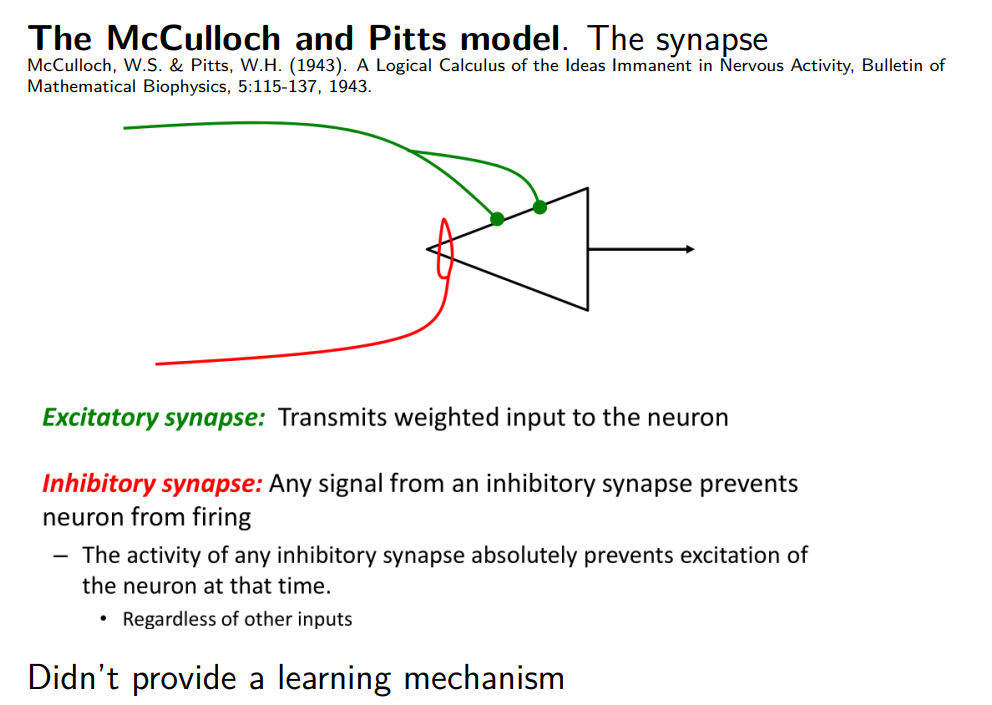 The McCulloch and Pitts model. The synapse
McCulloch, W.S. & Pitts, W.H. (1943). A Logical Calculus of the Ideas Immanent in Nervous Activity, Bulletin of
Mathematical Biophysics, 5:115-137, 1943.
Excitatory synapse: Transmits weighted input to the neuron
Inhibitory synapse: Any signal from an inhibitory synapse prevents
neuron from firing
– The activity of any inhibitory synapse absolutely prevents excitation of
the neuron at that time.
• Regardless of other inputs
Didn't provide a learning mechanism